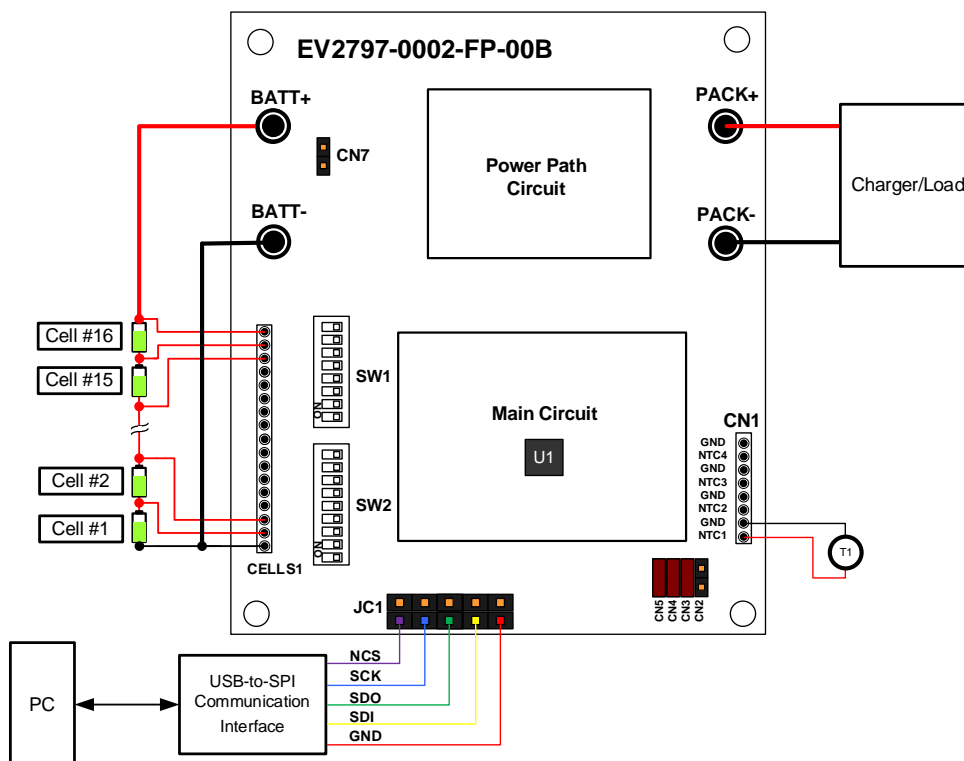 EV2797-0002-FP-00B
BATT+
PACK+
CN7
Power Path
Circuit
Charger/Load
BATT-
PACK-
Cell #16
Cell #15
SW1
ON
Main Circuit
U1
CN1
GND
NTC4
GND
NTC3
GND
NTC2
GND
NTC1
T1
Cell #2
Cell #1
SW2
ON
CELLS1
CN5
CN4
CN3
CN2
JC1
NCS
SCK
SDO
SDI
GND
PC
USB-to-SPI
Communication
Interface